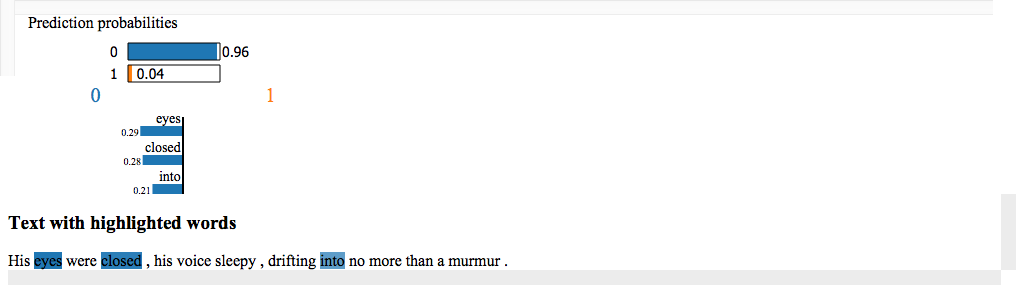 Prediction probabilities
0 0.96
1 0.04
0 1
eyes
0.29
closed
0.28
into
0.21
Text with highlighted words
His eyes were closed , his voice sleepy , drifting into no more than a murmur .